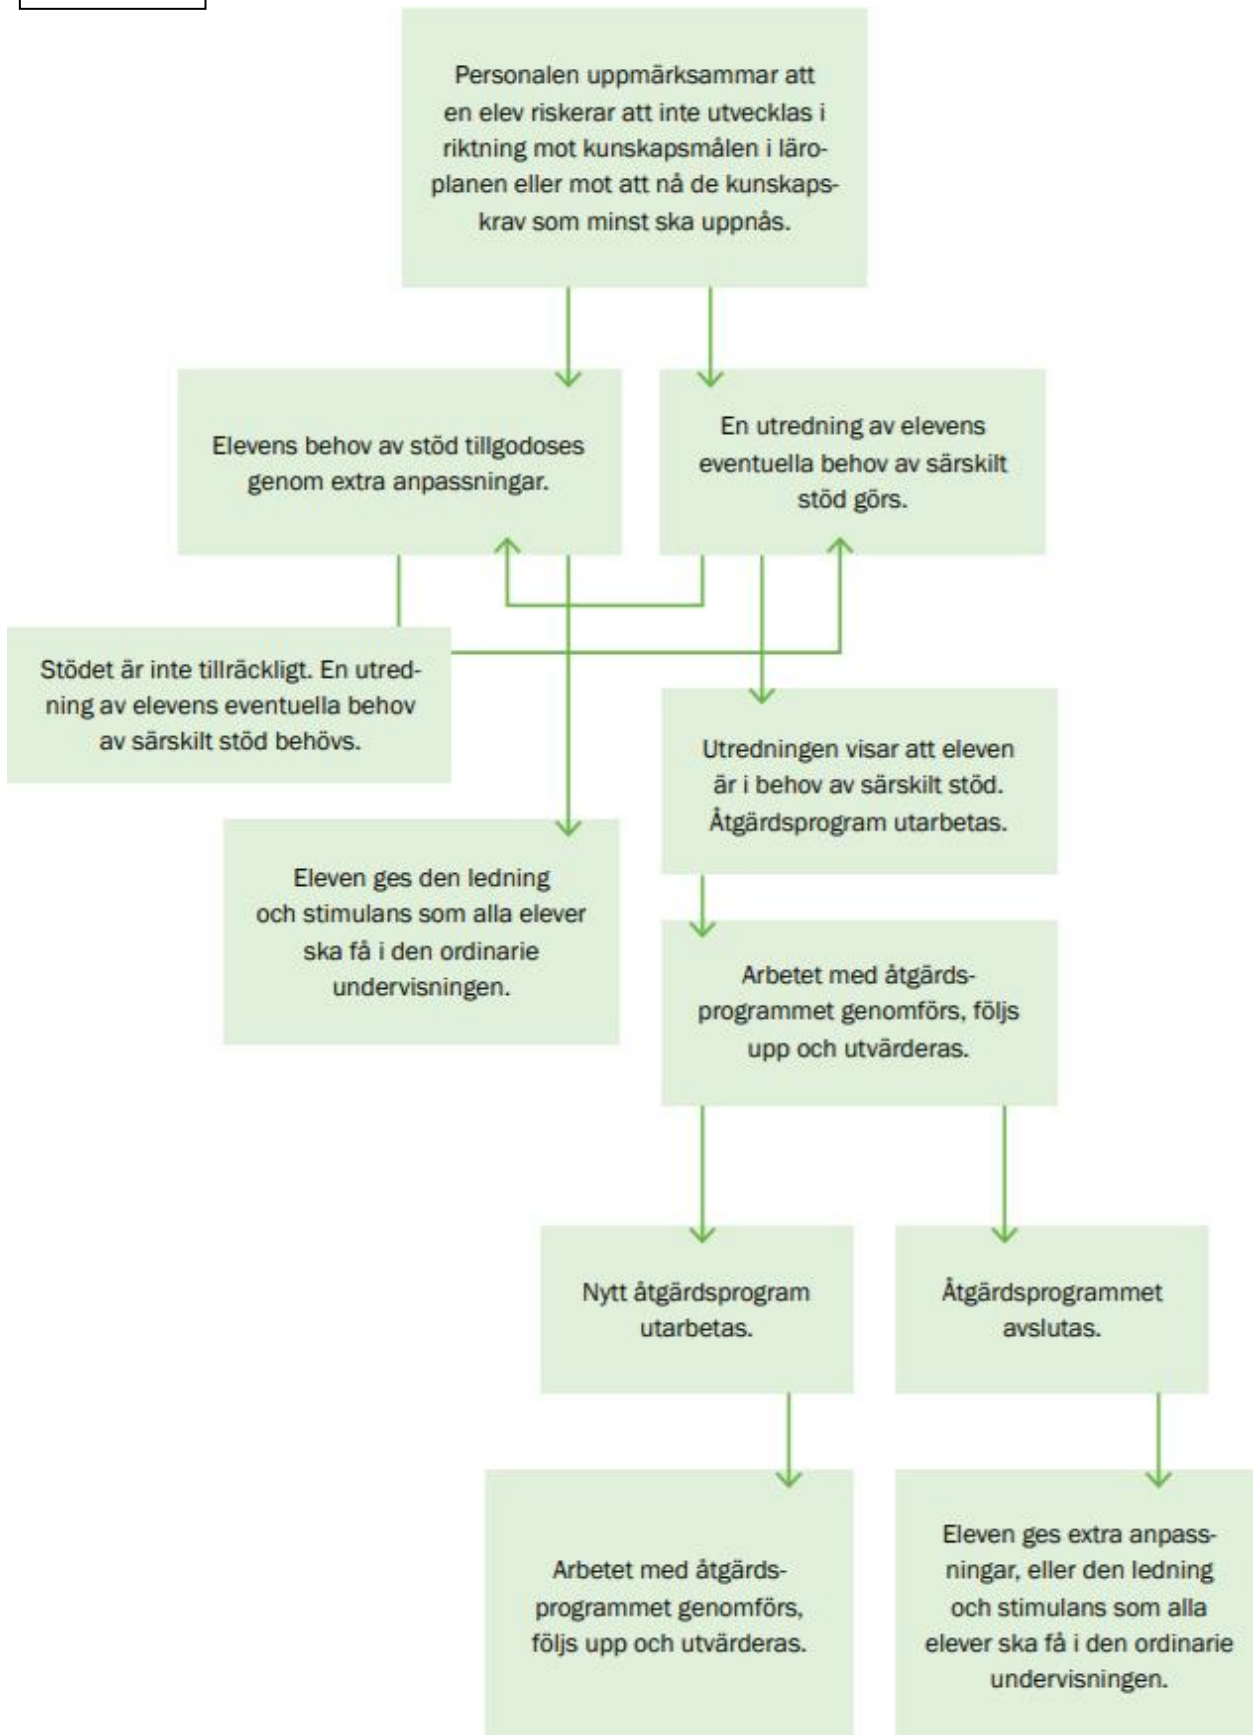 Personalen uppmärksammar att
en elev riskerar att inte utvecklas i
riktning mot kunskapsmålen i läro-
planen eller mot att nå de kunskaps-
krav som minst ska uppnås.
Elevens behov av stöd tillgodoses
genom extra anpassningar.
En utredning av elevens
eventuella behov av särskilt
stöd görs.
Stödet är inte tillräckligt. En utred-
ning av elevens eventuella behov
av särskilt stöd behövs.
Utredningen visar att eleven
är i behov av särskilt stöd.
Åtgärdsprogram utarbetas.
Eleven ges den ledning
och stimulans som alla elever
ska få i den ordinarie
undervisningen.
Arbetet med åtgärds-
programmet genomförs, följs
upp och utvärderas.
Nytt åtgärdsprogram
utarbetas.
Åtgärdsprogrammet
avslutas.
Arbetet med åtgärds-
programmet genomförs,
följs upp och utvärderas.
Eleven ges extra anpass-
ningar, eller den ledning
och stimulans som alla
elever ska få i den ordinarie
undervisningen.